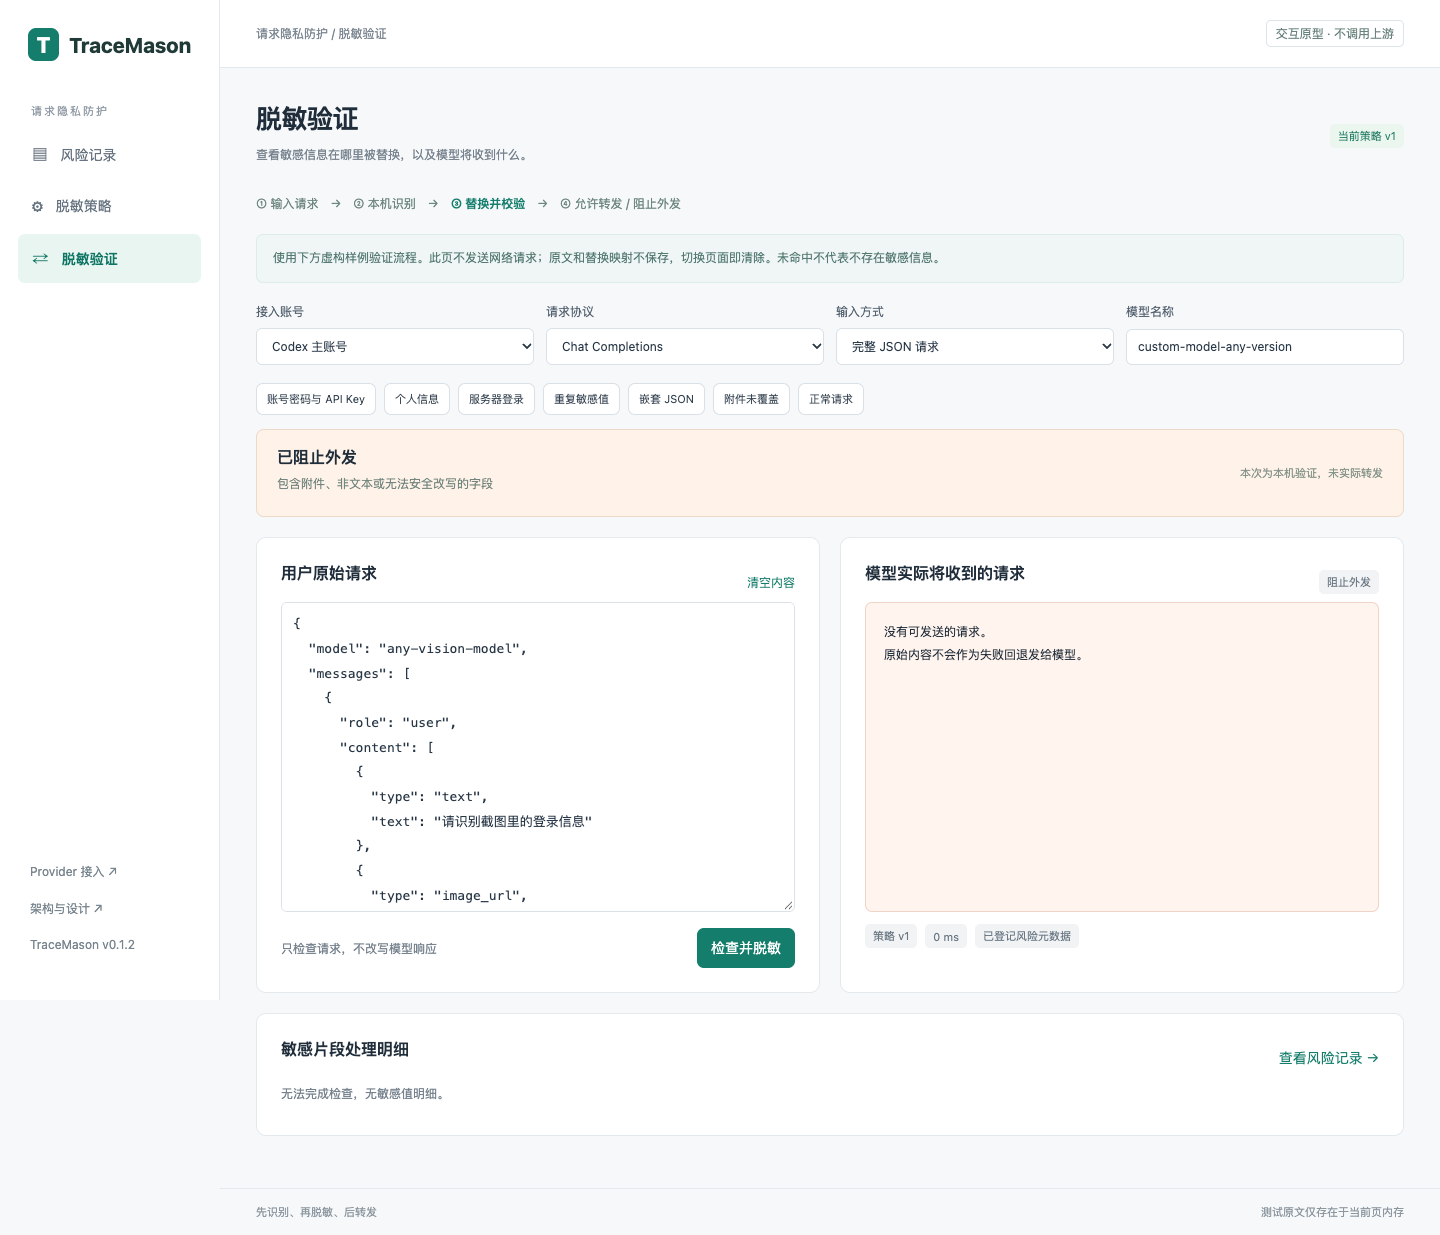 T TraceMason
请求隐私防护
风险记录
脱敏策略
脱敏验证
Provider 接入 ↗
架构与设计 ↗
TraceMason v0.1.2
请求隐私防护 / 脱敏验证
交互原型 · 不调用上游
脱敏验证
查看敏感信息在哪里被替换，以及模型将收到什么。
当前策略 v1
① 输入请求 → ② 本机识别 → ③ 替换并校验 → ④ 允许转发 / 阻止外发
使用下方虚构样例验证流程。此页不发送网络请求；原文和替换映射不保存，切换页面即清除。未命中不代表不存在敏感信息。
接入账号 请求协议 输入方式 模型名称
Codex 主账号 Chat Completions 完整 JSON 请求 custom-model-any-version
账号密码与 API Key 个人信息 服务器登录 重复敏感值 嵌套 JSON 附件未覆盖 正常请求
已阻止外发
包含附件、非文本或无法安全改写的字段
本次为本机验证，未实际转发
用户原始请求
清空内容
{
"model": "any-vision-model",
"messages": [
{
"role": "user",
"content": [
{
"type": "text",
"text": "请识别截图里的登录信息"
},
{
"type": "image_url",
只检查请求，不改写模型响应
检查并脱敏
模型实际将收到的请求
阻止外发
没有可发送的请求。
原始内容不会作为失败回退发给模型。
策略 v1 0 ms 已登记风险元数据
敏感片段处理明细
查看风险记录 →
无法完成检查，无敏感值明细。
先识别、再脱敏、后转发
测试原文仅存在于当前页内存